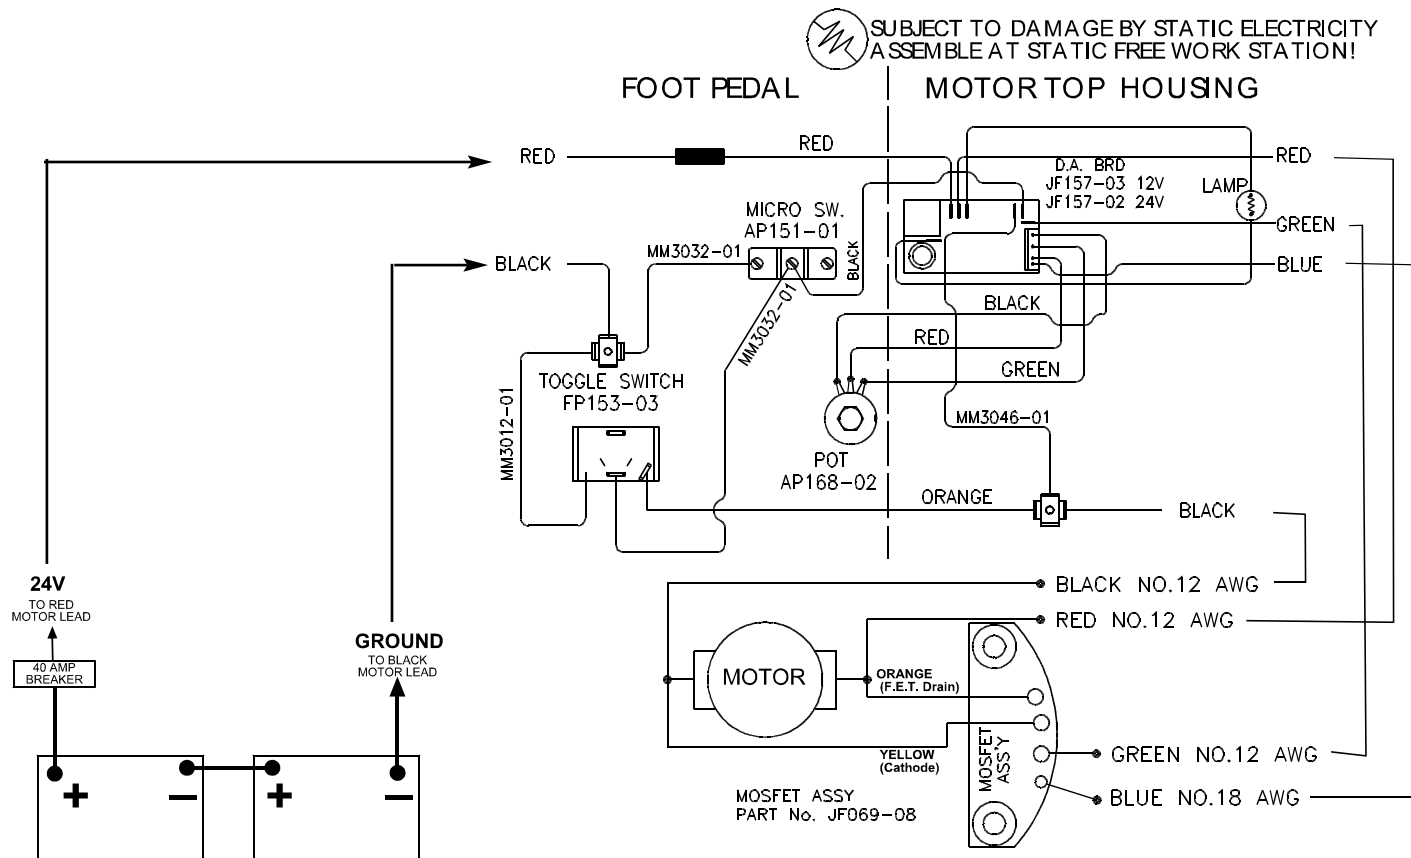 SUBJECT TO DAMAGE BY STATIC ELECTRICITY
ASSEMBLE AT STATIC FREE WORK STATION!
FOOT PEDAL
MOTOR TOP HOUSING
RED
RED
RED
D.A. BRD
JF157-03 12V
JF157-02 24V
LAMP
MICRO SW.
AP151-01
GREEN
MM3032-01
BLACK
BLACK
BLUE
MM3032-01
BLACK
RED
GREEN
TOGGLE SWITCH
FP153-03
MM3012-01
MM3046-01
POT
AP168-02
ORANGE
BLACK
24V
TO RED
MOTOR LEAD
BLACK NO.12 AWG
RED NO.12 AWG
GROUND
TO BLACK
MOTOR LEAD
40 AMP
BREAKER
MOTOR
ORANGE
(F.E.T. Drain)
MOSFET
ASS'Y
YELLOW
(Cathode)
GREEN NO.12 AWG
BLUE NO.18 AWG
MOSFET ASSY
PART No. JF069-08
+ − + −